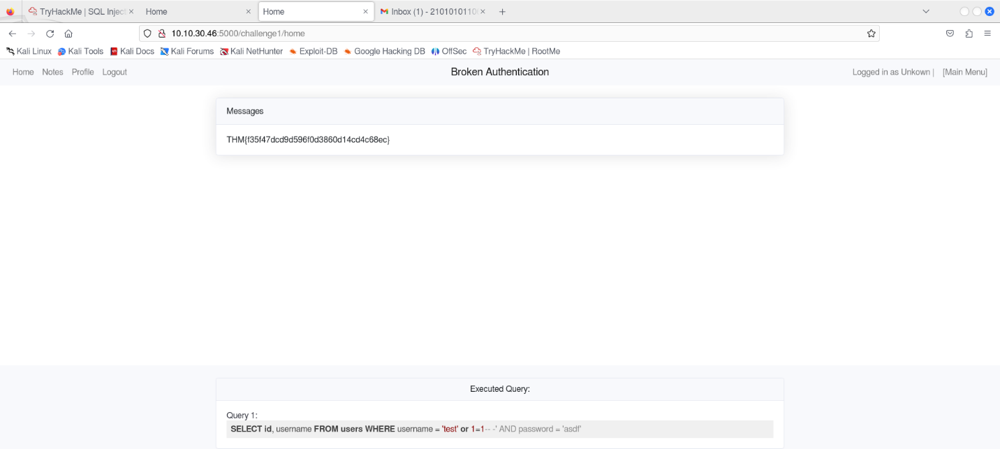 TryHackMe | SQL Inject
Home
Home
Inbox (1) - 2101010110
10.10.30.46:5000/challenge1/home
Kali Linux Kali Tools Kali Docs Kali Forums Kali NetHunter Exploit-DB Google Hacking DB OffSec TryHackMe | RootMe
Home Notes Profile Logout Broken Authentication Logged in as Unkown | [Main Menu]
Messages
THM{f35f47dcd9d596f0d3860d14cd4c68ec}
Executed Query:
Query 1:
SELECT id, username FROM users WHERE username = 'test' or 1=1-- -' AND password = 'asdf'